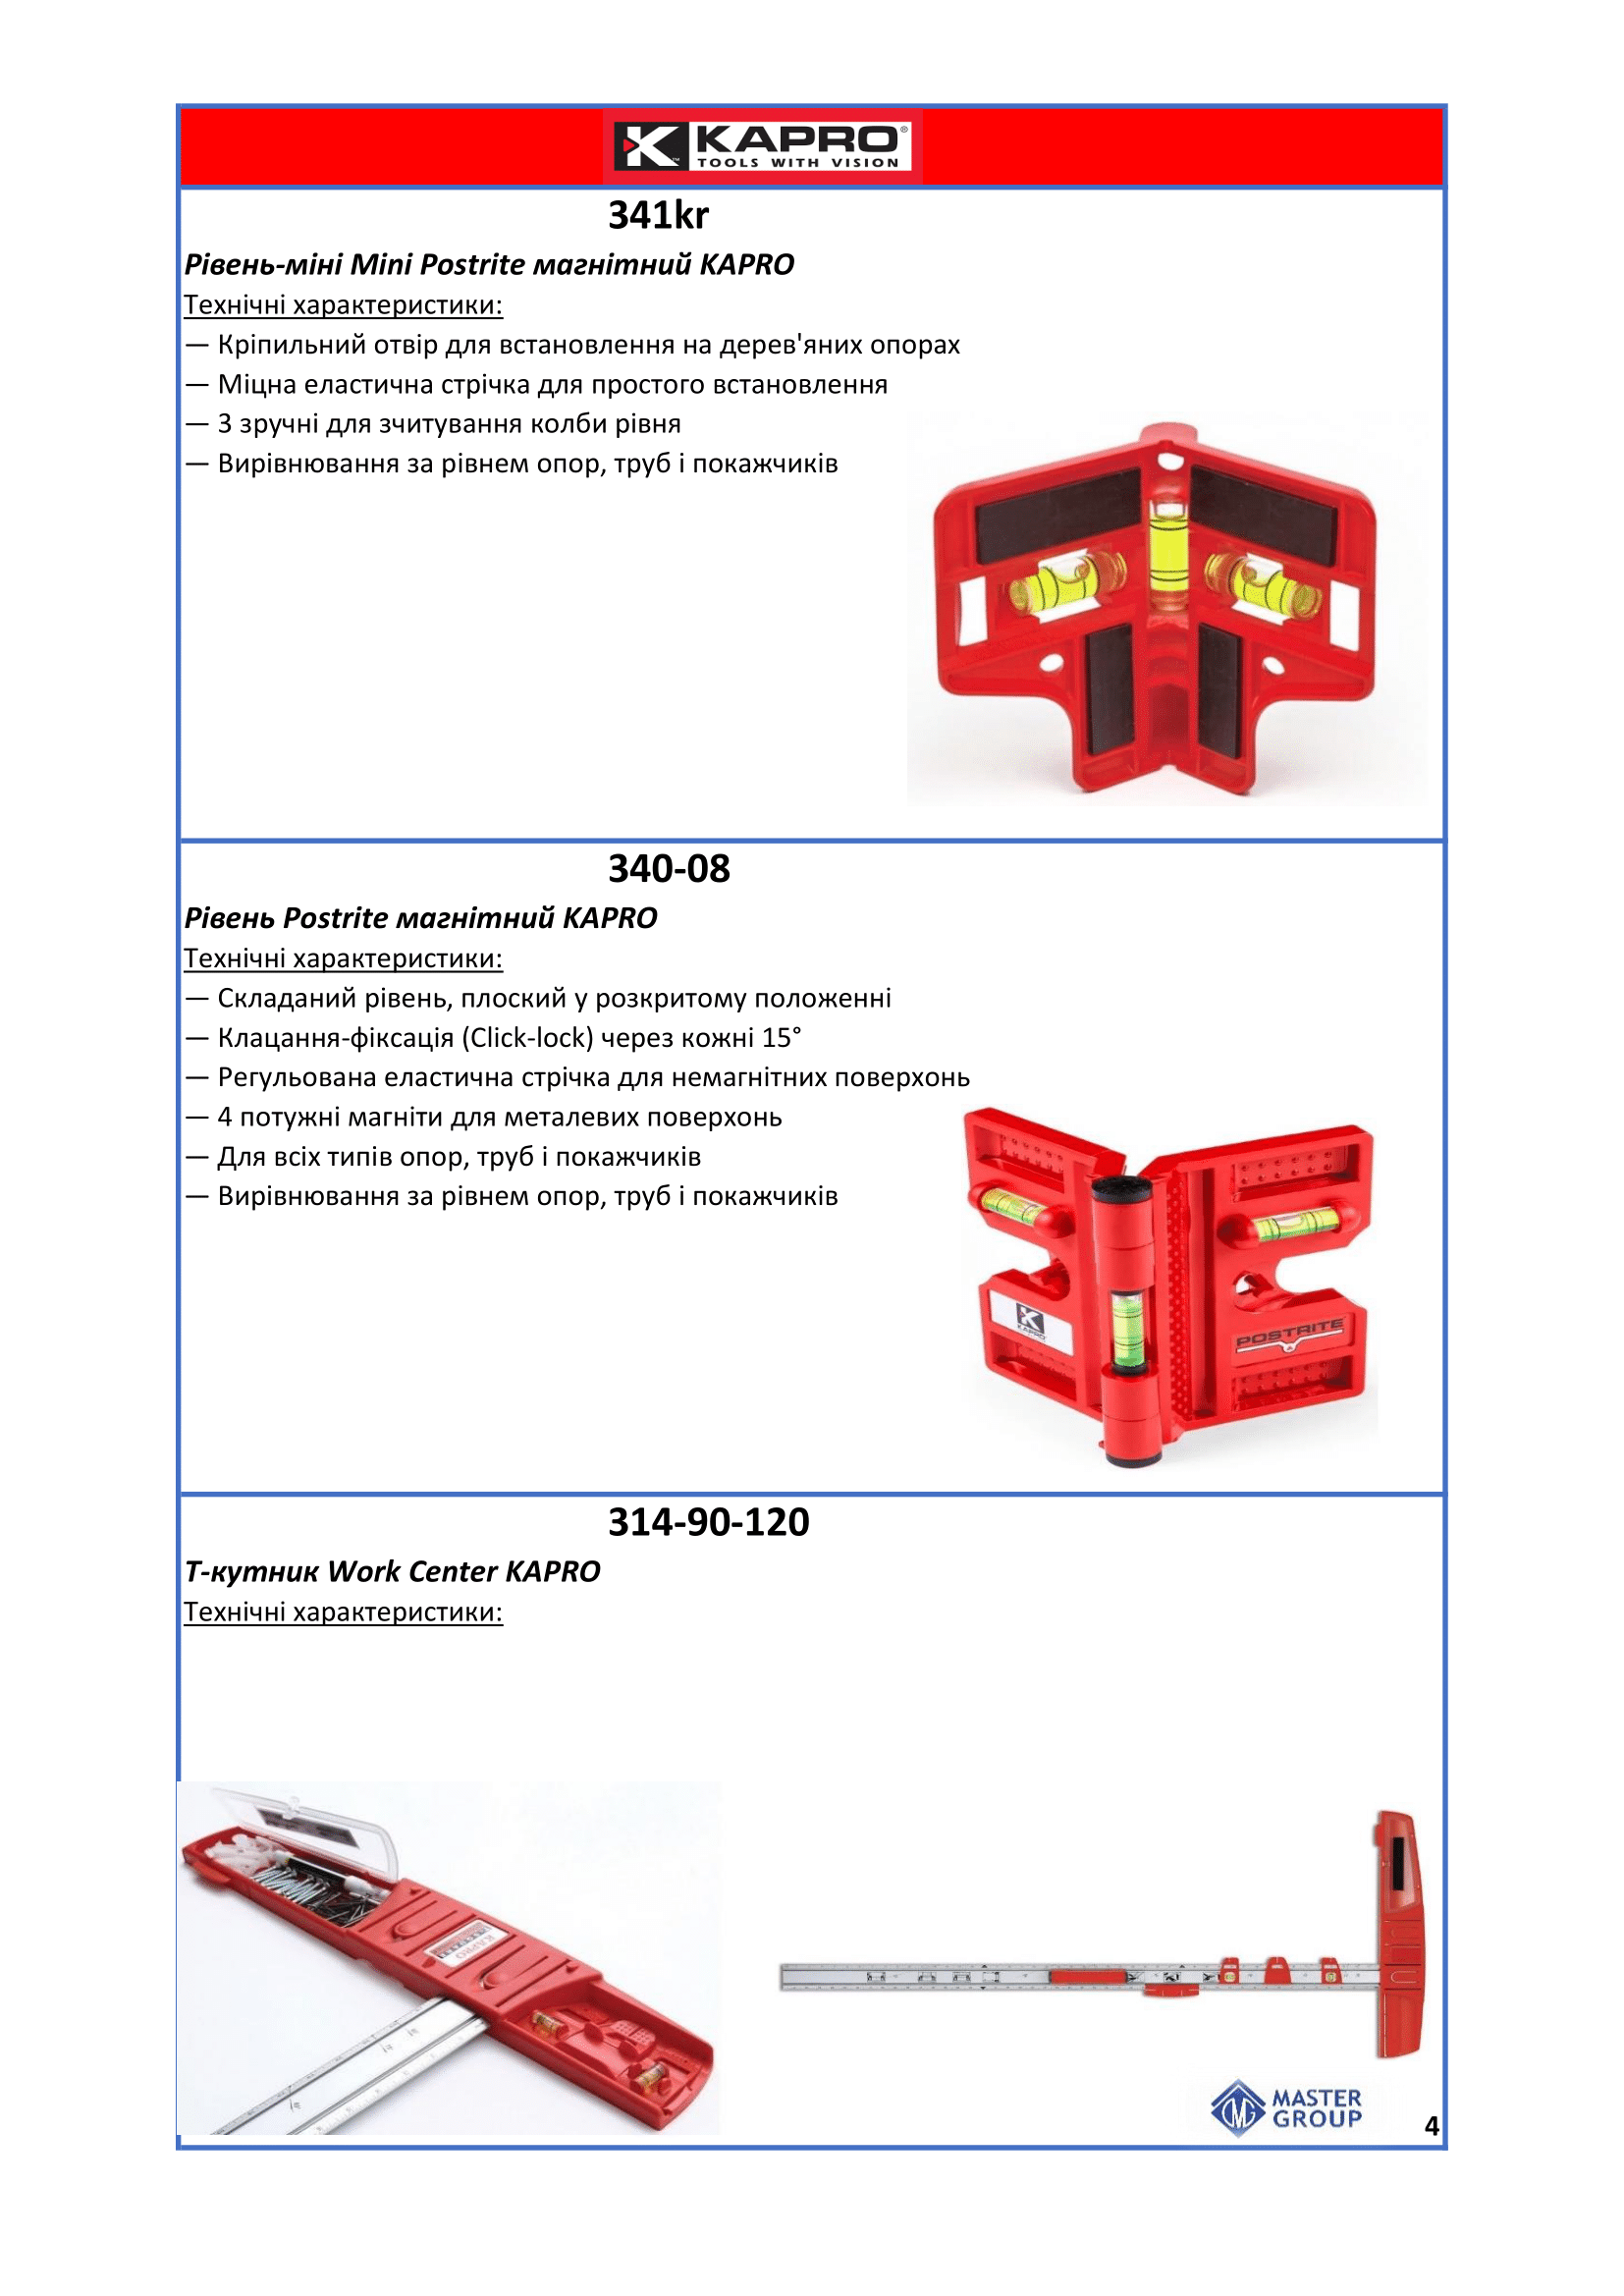 KAPRO®
TOOLS WITH VISION
341kr
Рівень-міні Mini Postrite магнітний KAPRO
Технічні характеристики:
— Кріпильний отвір для встановлення на дерев'яних опорах
— Міцна еластична стрічка для простого встановлення
— 3 зручні для зчитування колби рівня
— Вирівнювання за рівнем опор, труб і покажчиків
340-08
Рівень Postrite магнітний KAPRO
Технічні характеристики:
— Складаний рівень, плоский у розкритому положенні
— Клацання-фіксація (Click-lock) через кожні 15°
— Регульована еластична стрічка для немагнітних поверхонь
— 4 потужні магніти для металевих поверхонь
— Для всіх типів опор, труб і покажчиків
— Вирівнювання за рівнем опор, труб і покажчиків
KAPRO
POSTRITE
314-90-120
Т-кутник Work Center KAPRO
Технічні характеристики:
KAPRO
MASTER
GROUP
4